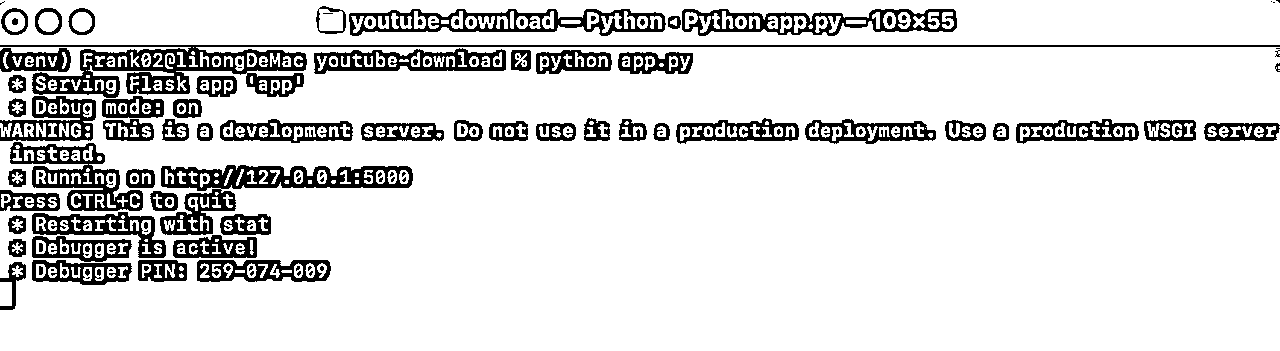 youtube-download — Python ◂ Python app.py — 109×55
(venv) Frank02@lihongDeMac youtube-download % python app.py
 * Serving Flask app 'app'
 * Debug mode: on
WARNING: This is a development server. Do not use it in a production deployment. Use a production WSGI server
 instead.
 * Running on http://127.0.0.1:5000
Press CTRL+C to quit
 * Restarting with stat
 * Debugger is active!
 * Debugger PIN: 259-074-009